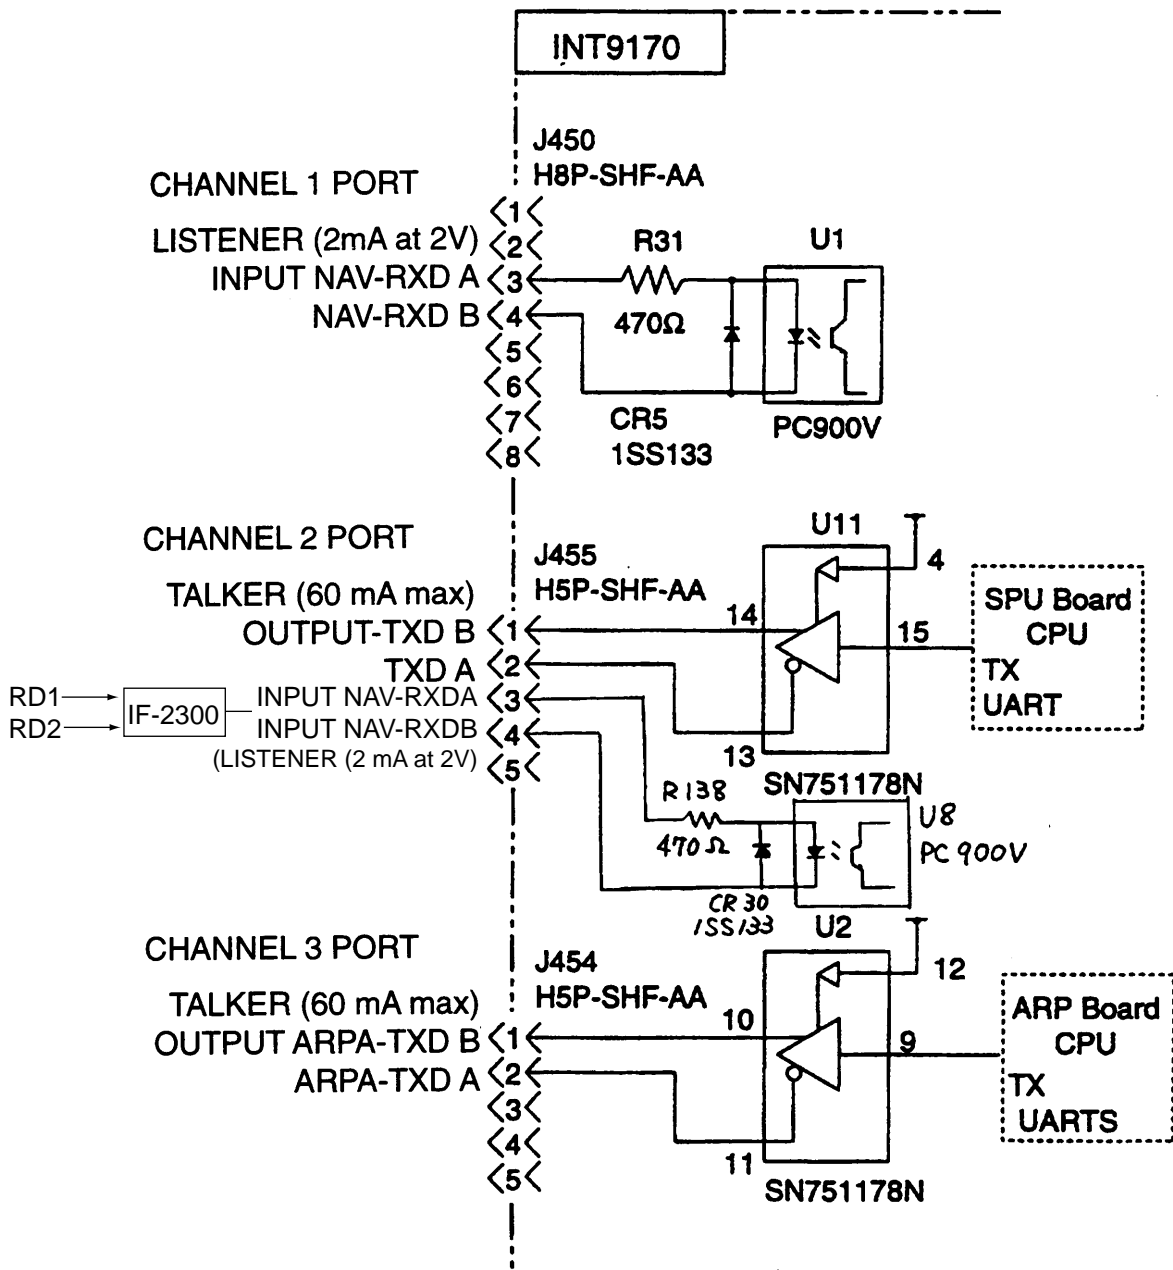 INT9170
J450
H8P-SHF-AA
CHANNEL 1 PORT
1
LISTENER (2mA at 2V) 2
INPUT NAV-RXD A 3
NAV-RXD B 4
5
6
7
8
R31
470Ω
CR5
1SS133
U1
PC900V
CHANNEL 2 PORT
J455
H5P-SHF-AA
TALKER (60 mA max)
OUTPUT-TXD B 1
TXD A 2
RD1
RD2
IF-2300
INPUT NAV-RXDA 3
INPUT NAV-RXDB 4
(LISTENER (2 mA at 2V) 5
U11
4
14
15
13
SN751178N
SPU Board
CPU
TX
UART
R138
470Ω
CR30
1SS133
U8
PC900V
CHANNEL 3 PORT
J454
H5P-SHF-AA
TALKER (60 mA max)
OUTPUT ARPA-TXD B 1
ARPA-TXD A 2
3
4
5
U2
12
10
9
11
SN751178N
ARP Board
CPU
TX
UARTS